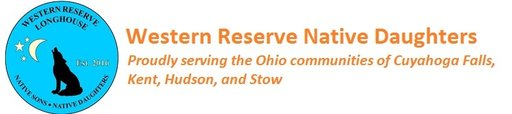 WESTERN RESERVE
LONGHOUSE
Est 2016
NATIVE SONS • NATIVE DAUGHTERS
Western Reserve Native Daughters
Proudly serving the Ohio communities of Cuyahoga Falls,
Kent, Hudson, and Stow